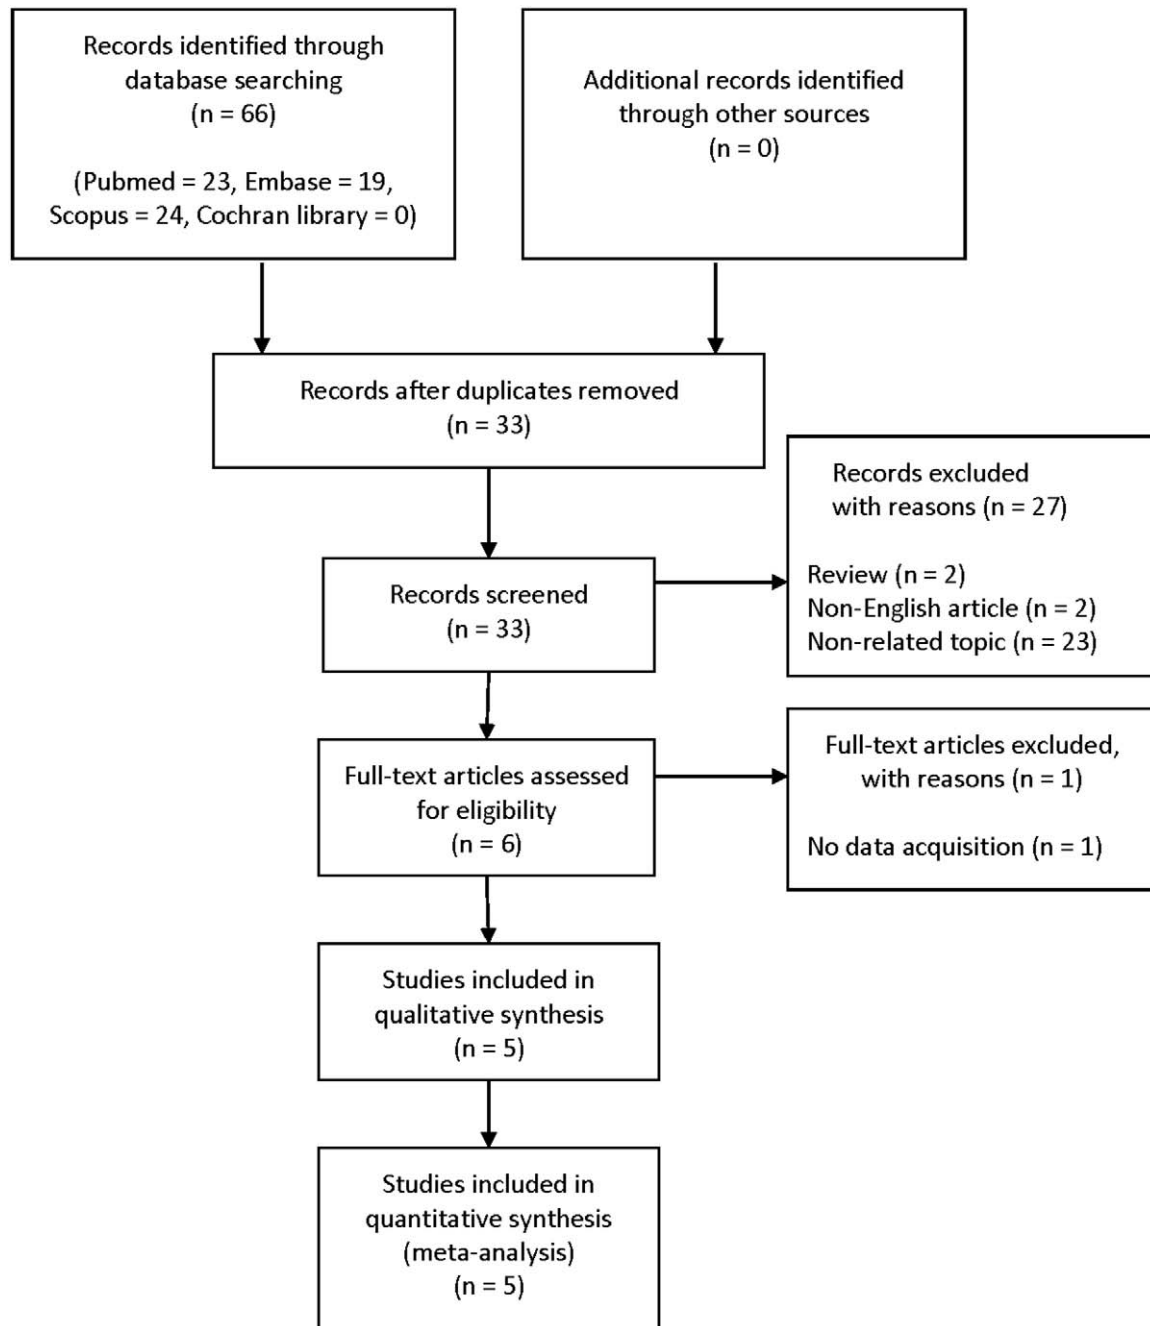 Records identified through
database searching
(n = 66)
(Pubmed = 23, Embase = 19,
Scopus = 24, Cochran library = 0)
Additional records identified
through other sources
(n = 0)
Records after duplicates removed
(n = 33)
Records excluded
with reasons (n = 27)
Review (n = 2)
Non-English article (n = 2)
Non-related topic (n = 23)
Records screened
(n = 33)
Full-text articles assessed
for eligibility
(n = 6)
Full-text articles excluded,
with reasons (n = 1)
No data acquisition (n = 1)
Studies included in
qualitative synthesis
(n = 5)
Studies included in
quantitative synthesis
(meta-analysis)
(n = 5)